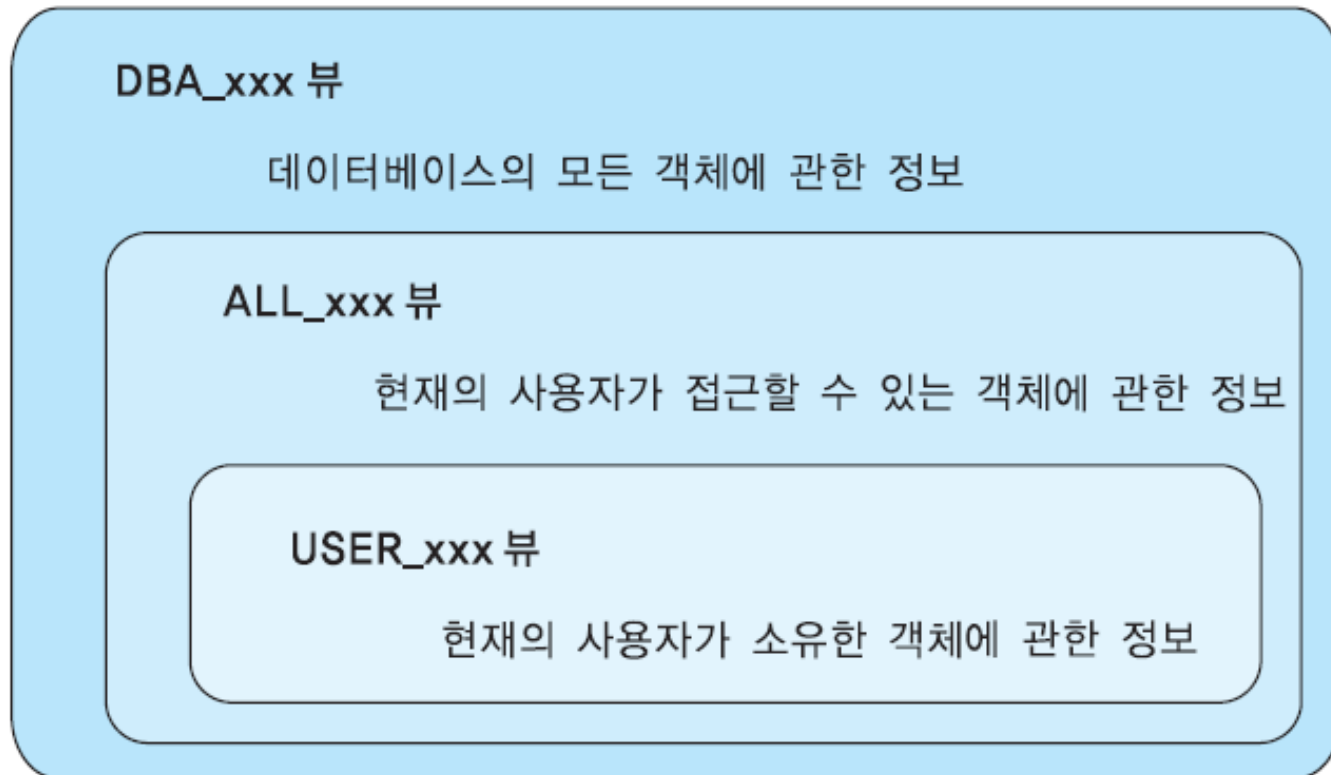 DBA_xxx 뷰
데이터베이스의 모든 객체에 관한 정보
ALL_xxx 뷰
현재의 사용자가 접근할 수 있는 객체에 관한 정보
USER_xxx 뷰
현재의 사용자가 소유한 객체에 관한 정보